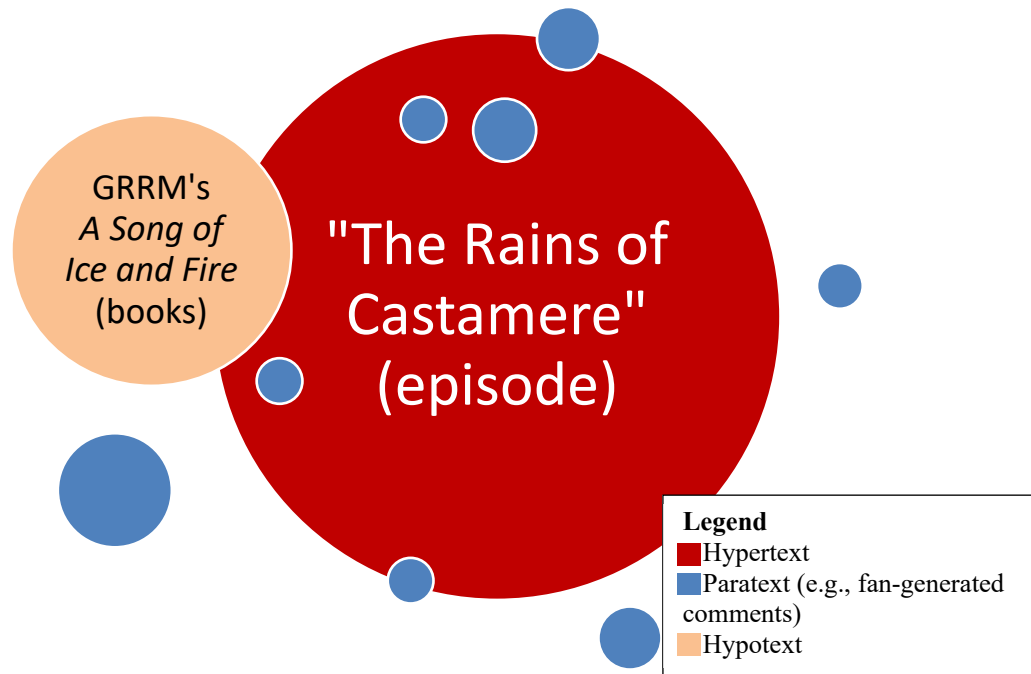 GRRM's
A Song of
Ice and Fire
(books)
"The Rains of
Castamere"
(episode)
Legend
Hypertext
Paratext (e.g., fan-generated
comments)
Hypotext